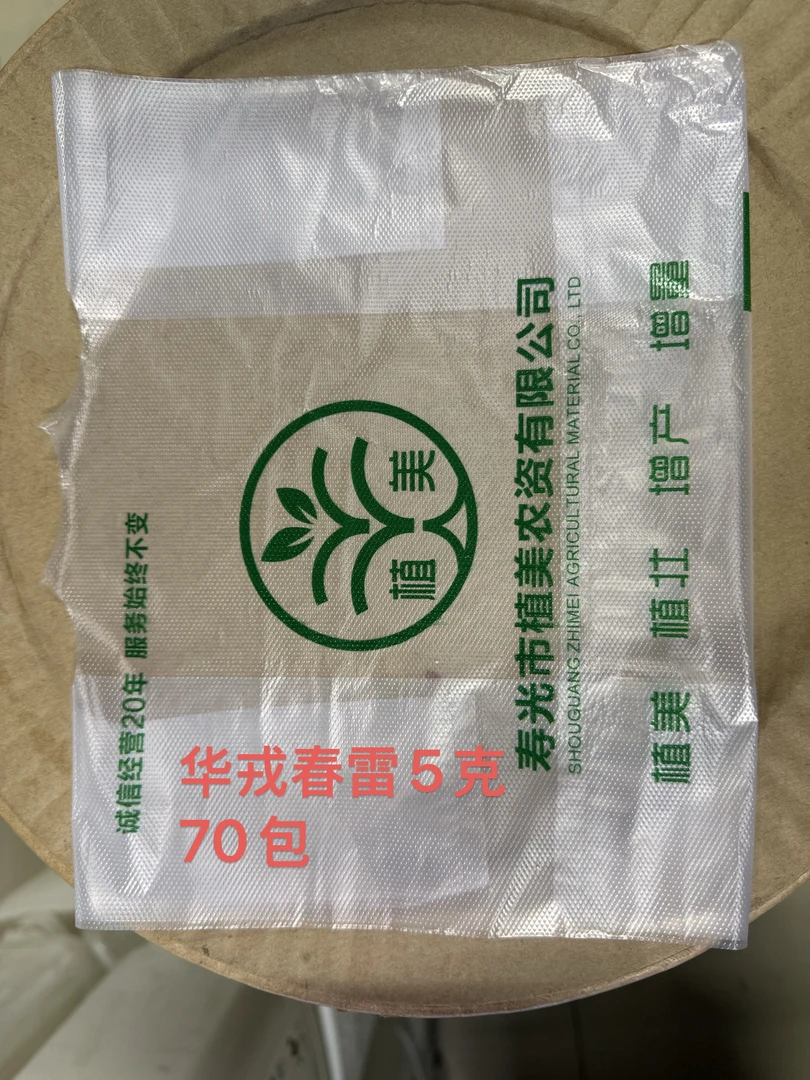 诚信经营20年 服务始终不变
植美
寿光市植美农资有限公司
SHOUGUANG ZHIMEI AGRICULTURAL MATERIAL CO., LTD
植美 植壮 增产 增量
华戎春雷5克
70包